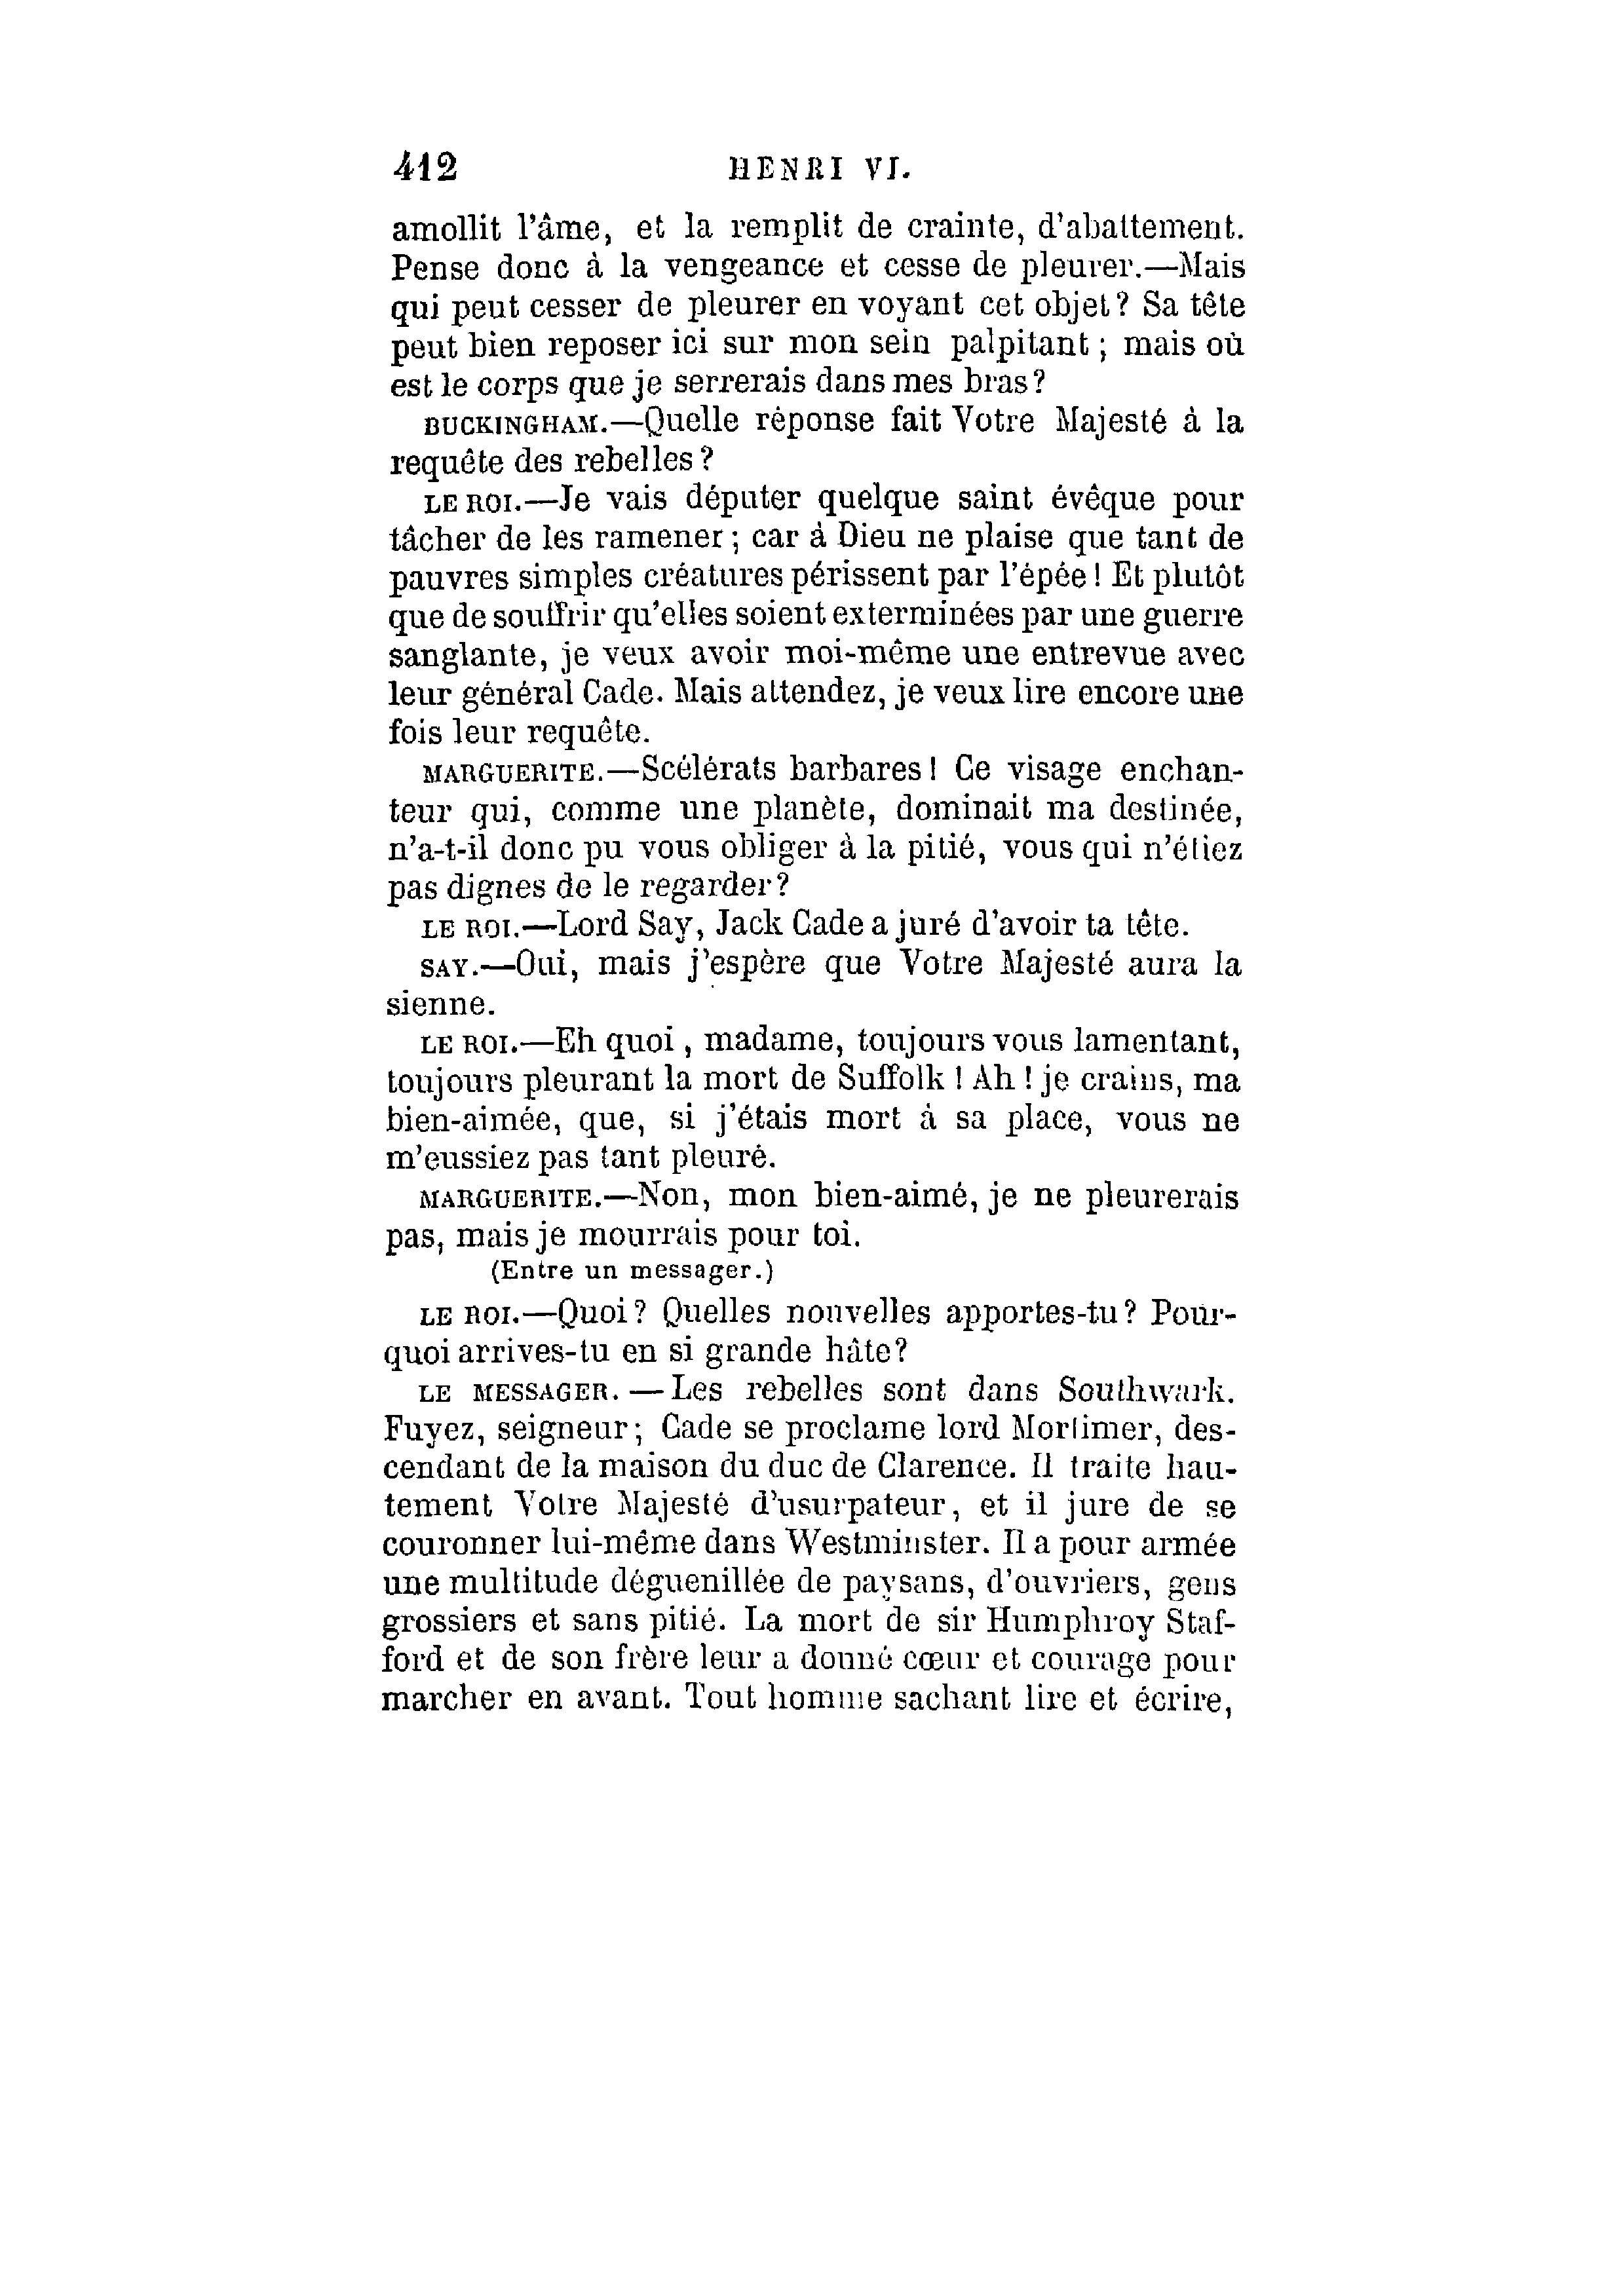 412 HENRI VI.
amollit l'âme, et la remplit de crainte, d'abattement.
Pense donc à la vengeance et cesse de pleurer.—Mais
qui peut cesser de pleurer en voyant cet objet? Sa tête
peut bien reposer ici sur mon sein palpitant ; mais où
est le corps que je serrerais dans mes bras?
BUCKINGHAM.—Quelle réponse fait Votre Majesté à la
requête des rebelles?
LE ROI.—Je vais députer quelque saint évêque pour
tâcher de les ramener ; car à Dieu ne plaise que tant de
pauvres simples créatures périssent par l'épée! Et plutôt
que de souffrir qu'elles soient exterminées par une guerre
sanglante, je veux avoir moi-même une entrevue avec
leur général Cade. Mais attendez, je veux lire encore une
fois leur requête.
MARGUERITE.—Scélérats barbares! Ce visage enchan-
teur qui, comme une planète, dominait ma destinée,
n'a-t-il donc pu vous obliger à la pitié, vous qui n'étiez
pas dignes de le regarder?
LE ROI.—Lord Say, Jack Cade a juré d'avoir ta tête.
SAY.—Oui, mais j'espère que Votre Majesté aura la
sienne.
LE ROI.—Eh quoi , madame, toujours vous lamentant,
toujours pleurant la mort de Suffolk ! Ah ! je crains, ma
bien-aimée, que, si j'étais mort à sa place, vous ne
m'eussiez pas tant pleuré.
MARGUERITE.—Non, mon bien-aimé, je ne pleurerais
pas, mais je mourrais pour toi.
(Entre un messager.)
LE ROI.—Quoi? Quelles nouvelles apportes-tu? Pour-
quoi arrives-tu en si grande hâte?
LE MESSAGER. — Les rebelles sont dans Southwark.
Fuyez, seigneur; Cade se proclame lord Mortimer, des-
cendant de la maison du duc de Clarence. Il traite hau-
tement Votre Majesté d'usurpateur, et il jure de se
couronner lui-même dans Westminster. Il a pour armée
une multitude déguenillée de paysans, d'ouvriers, gens
grossiers et sans pitié. La mort de sir Humphroy Staf-
ford et de son frère leur a donné cœur et courage pour
marcher en avant. Tout homme sachant lire et écrire,